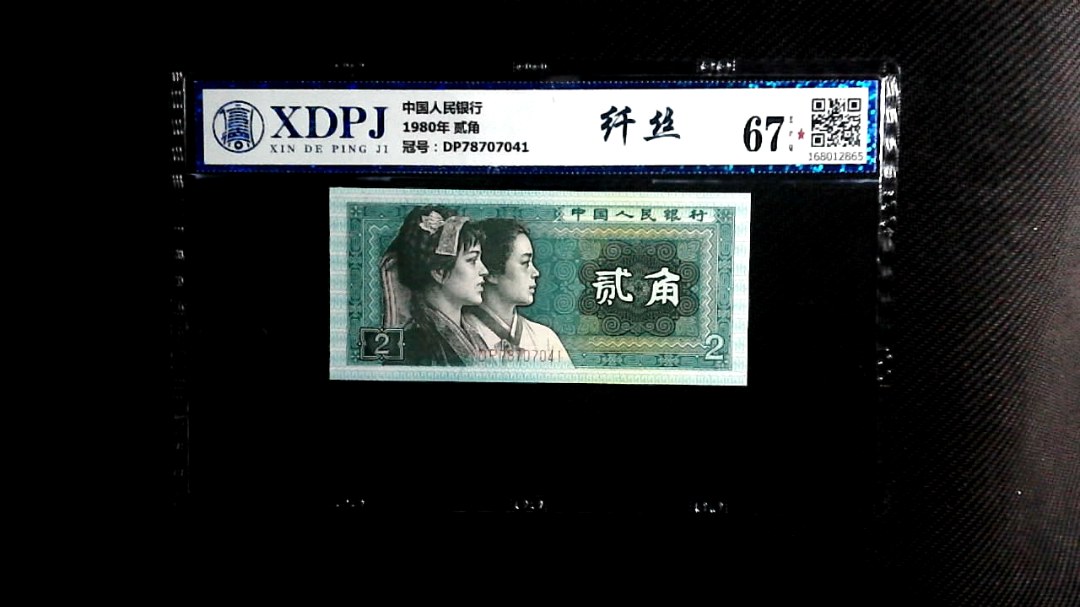 XDPJ
XIN DE PING JI
中国人民银行
1980年 贰角
冠号：DP78707041
纤丝
67
EPQ
168012865
中国人民银行
贰角
2
2
DP78707041